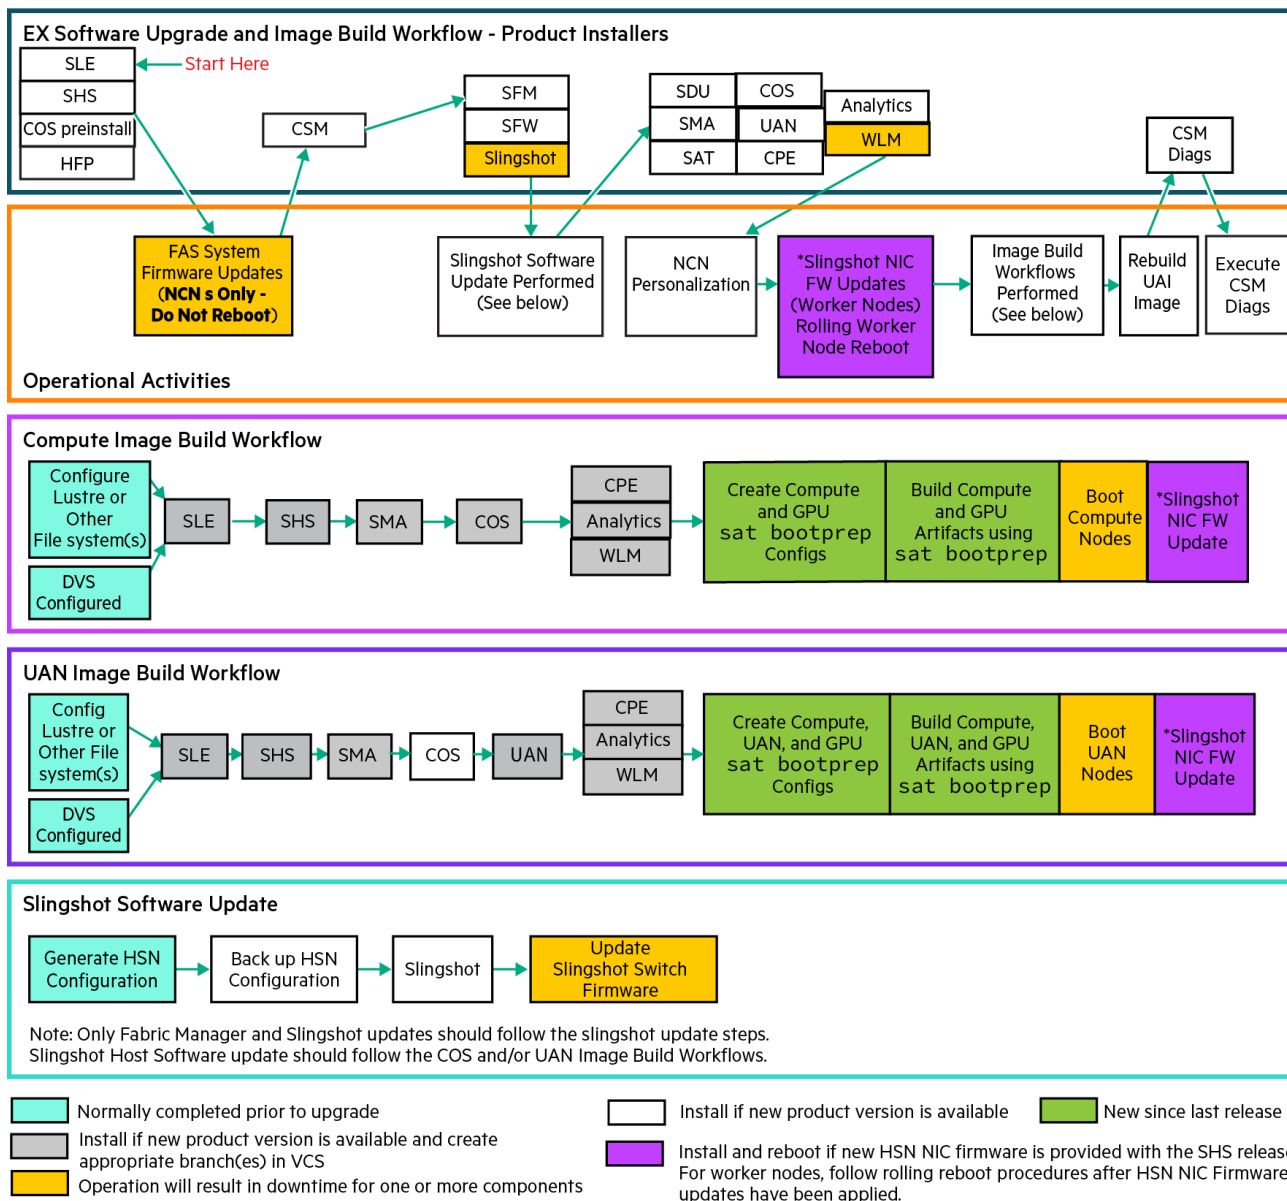 EX Software Upgrade and Image Build Workflow - Product Installers
SLE
Start Here
SHS
COS preinstall
HFP
CSM
SFM
SFW
Slingshot
SDU
COS
SMA
UAN
SAT
CPE
Analytics
WLM
CSM
Diags
FAS System
Firmware Updates
(NCN s Only -
Do Not Reboot)
Slingshot Software
Update Performed
(See below)
NCN
Personalization
*Slingshot NIC
FW Updates
(Worker Nodes)
Rolling Worker
Node Reboot
Image Build
Workflows
Performed
(See below)
Rebuild
UAI
Image
Execute
CSM
Diags
Operational Activities
Compute Image Build Workflow
Configure
Lustre or
Other
File system(s)
DVS
Configured
SLE
SHS
SMA
COS
CPE
Analytics
WLM
Create Compute
and GPU
sat bootprep
Configs
Build Compute
and GPU
Artifacts using
sat bootprep
Boot
Compute
Nodes
*Slingshot
NIC FW
Update
UAN Image Build Workflow
Config
Lustre or
Other File
system(s)
DVS
Configured
SLE
SHS
SMA
COS
UAN
CPE
Analytics
WLM
Create Compute,
UAN, and GPU
sat bootprep
Configs
Build Compute,
UAN, and GPU
Artifacts using
sat bootprep
Boot
UAN
Nodes
*Slingshot
NIC FW
Update
Slingshot Software Update
Generate HSN
Configuration
Back up HSN
Configuration
Slingshot
Update
Slingshot Switch
Firmware
Note: Only Fabric Manager and Slingshot updates should follow the slingshot update steps.
Slingshot Host Software update should follow the COS and/or UAN Image Build Workflows.
Normally completed prior to upgrade
Install if new product version is available
New since last release
Install if new product version is available and create
appropriate branch(es) in VCS
Operation will result in downtime for one or more components
Install and reboot if new HSN NIC firmware is provided with the SHS release
For worker nodes, follow rolling reboot procedures after HSN NIC Firmware
updates have been applied.